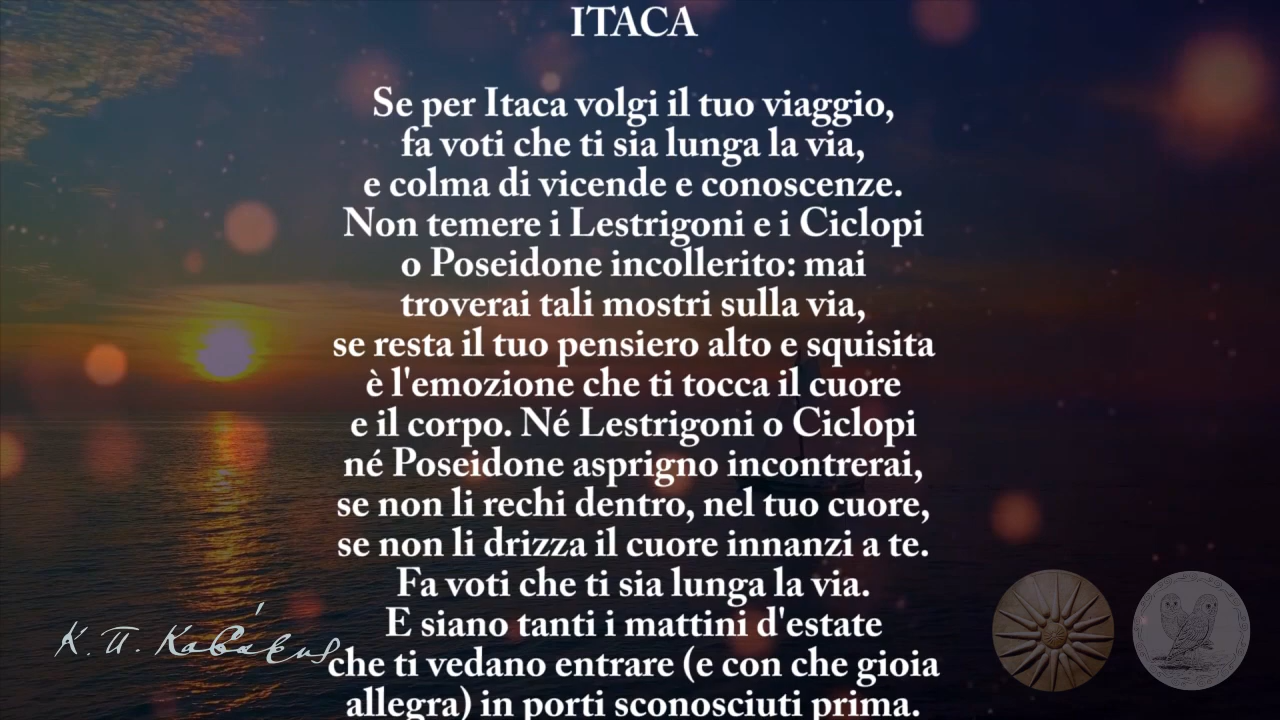 ITACA
Se per Itaca volgi il tuo viaggio,
fa voti che ti sia lunga la via,
e colma di vicende e conoscenze.
Non temere i Lestrigoni e i Ciclopi
o Poseidone incollerito: mai
troverai tali mostri sulla via,
se resta il tuo pensiero alto e squisita
è l'emozione che ti tocca il cuore
e il corpo. Né Lestrigoni o Ciclopi
né Poseidone asprigno incontrerai,
se non li rechi dentro, nel tuo cuore,
se non li drizza il cuore innanzi a te.
Fa voti che ti sia lunga la via.
E siano tanti i mattini d'estate
che ti vedano entrare (e con che gioia
allegra) in porti sconosciuti prima.
Κ. Π. Καβάφης